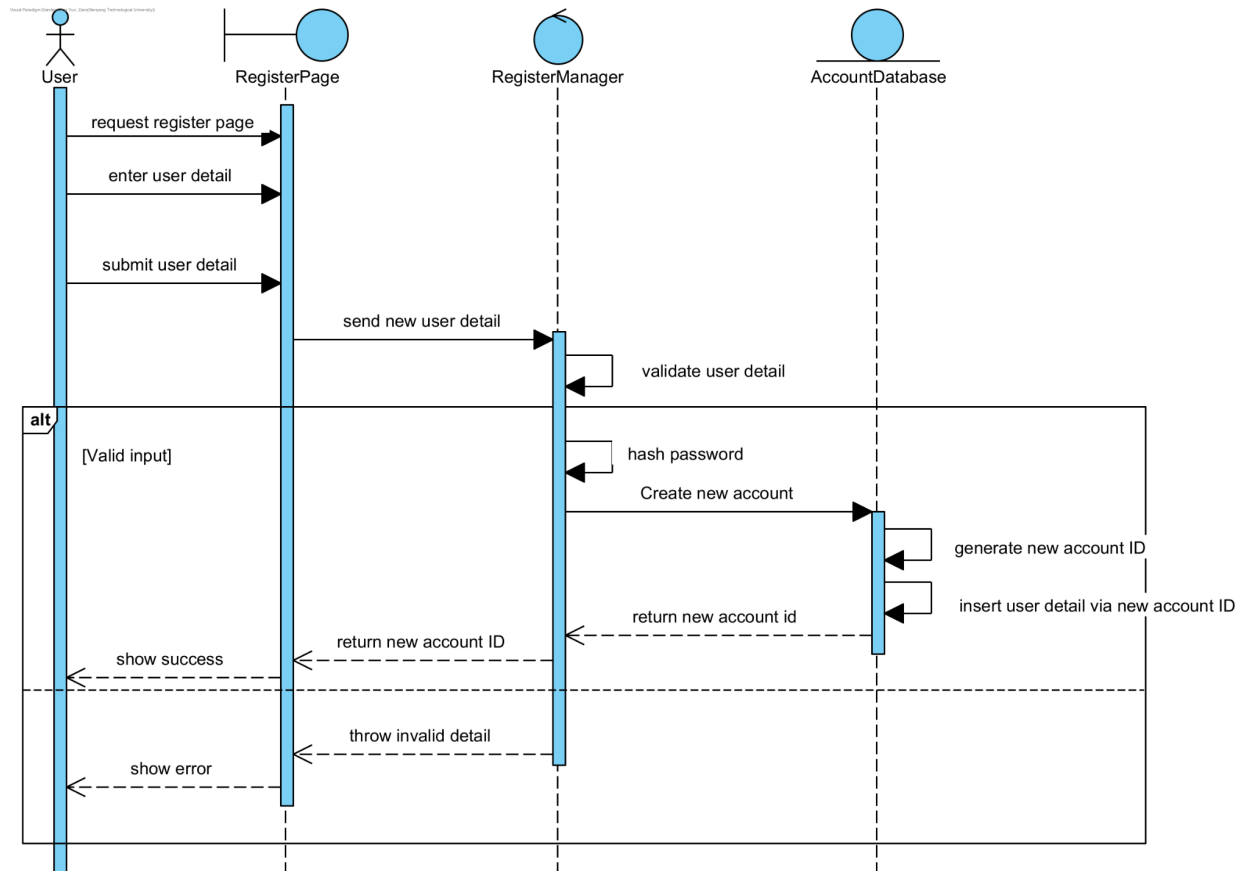 User
RegisterPage
RegisterManager
AccountDatabase
request register page
enter user detail
submit user detail
send new user detail
validate user detail
alt
[Valid input]
hash password
Create new account
generate new account ID
insert user detail via new account ID
return new account id
return new account ID
show success
throw invalid detail
show error